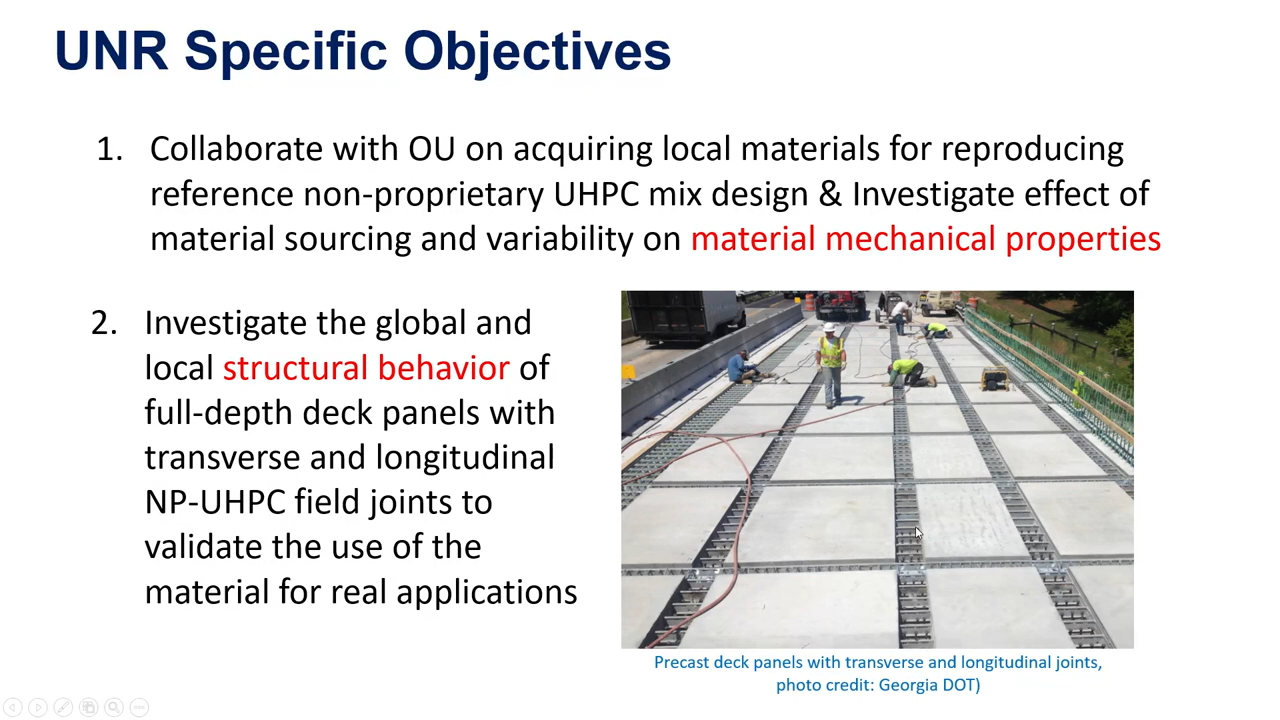 UNR Specific Objectives
1. Collaborate with OU on acquiring local materials for reproducing
reference non-proprietary UHPC mix design & Investigate effect of
material sourcing and variability on material mechanical properties
2. Investigate the global and
local structural behavior of
full-depth deck panels with
transverse and longitudinal
NP-UHPC field joints to
validate the use of the
material for real applications
Precast deck panels with transverse and longitudinal joints,
photo credit: Georgia DOT)